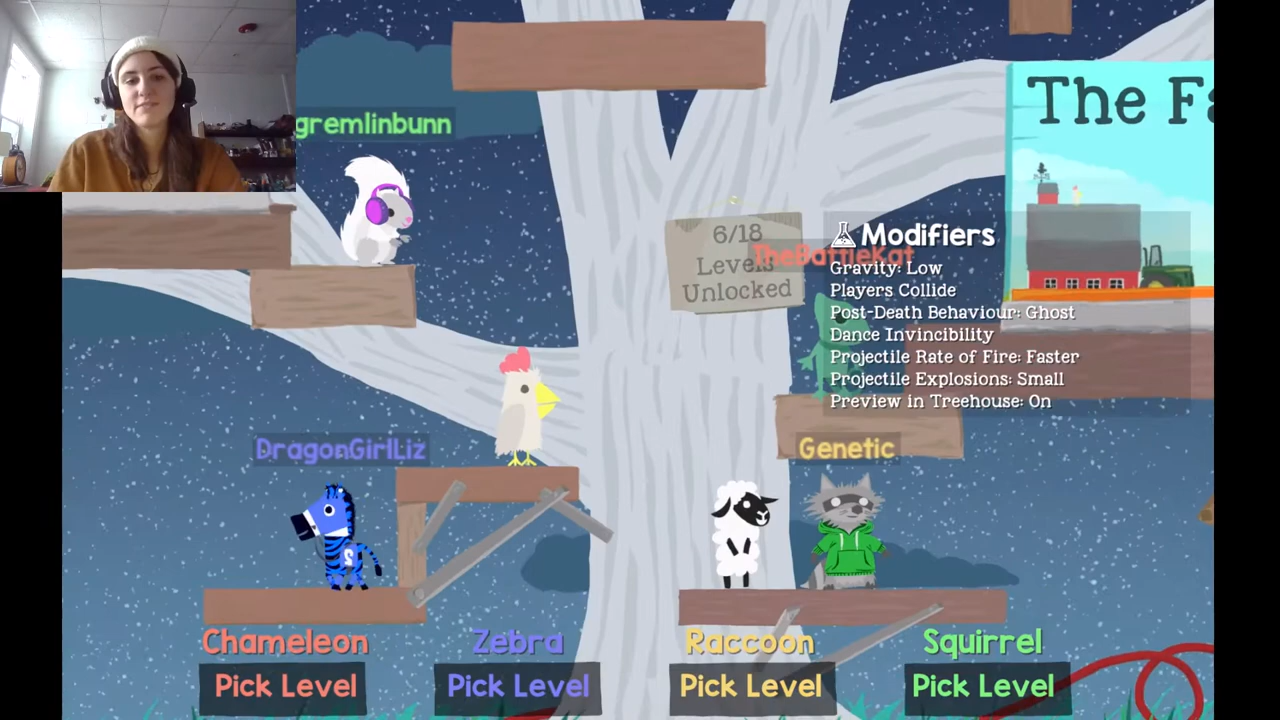 gremlinbunn
The Fa
6/18
Levels
Unlocked
TheBattleKat
Modifiers
Gravity: Low
Players Collide
Post-Death Behaviour: Ghost
Dance Invincibility
Projectile Rate of Fire: Faster
Projectile Explosions: Small
Preview in Treehouse: On
DragonGirlLiz
Genetic
S
Chameleon
Zebra
Raccoon
Squirrel
Pick Level
Pick Level
Pick Level
Pick Level